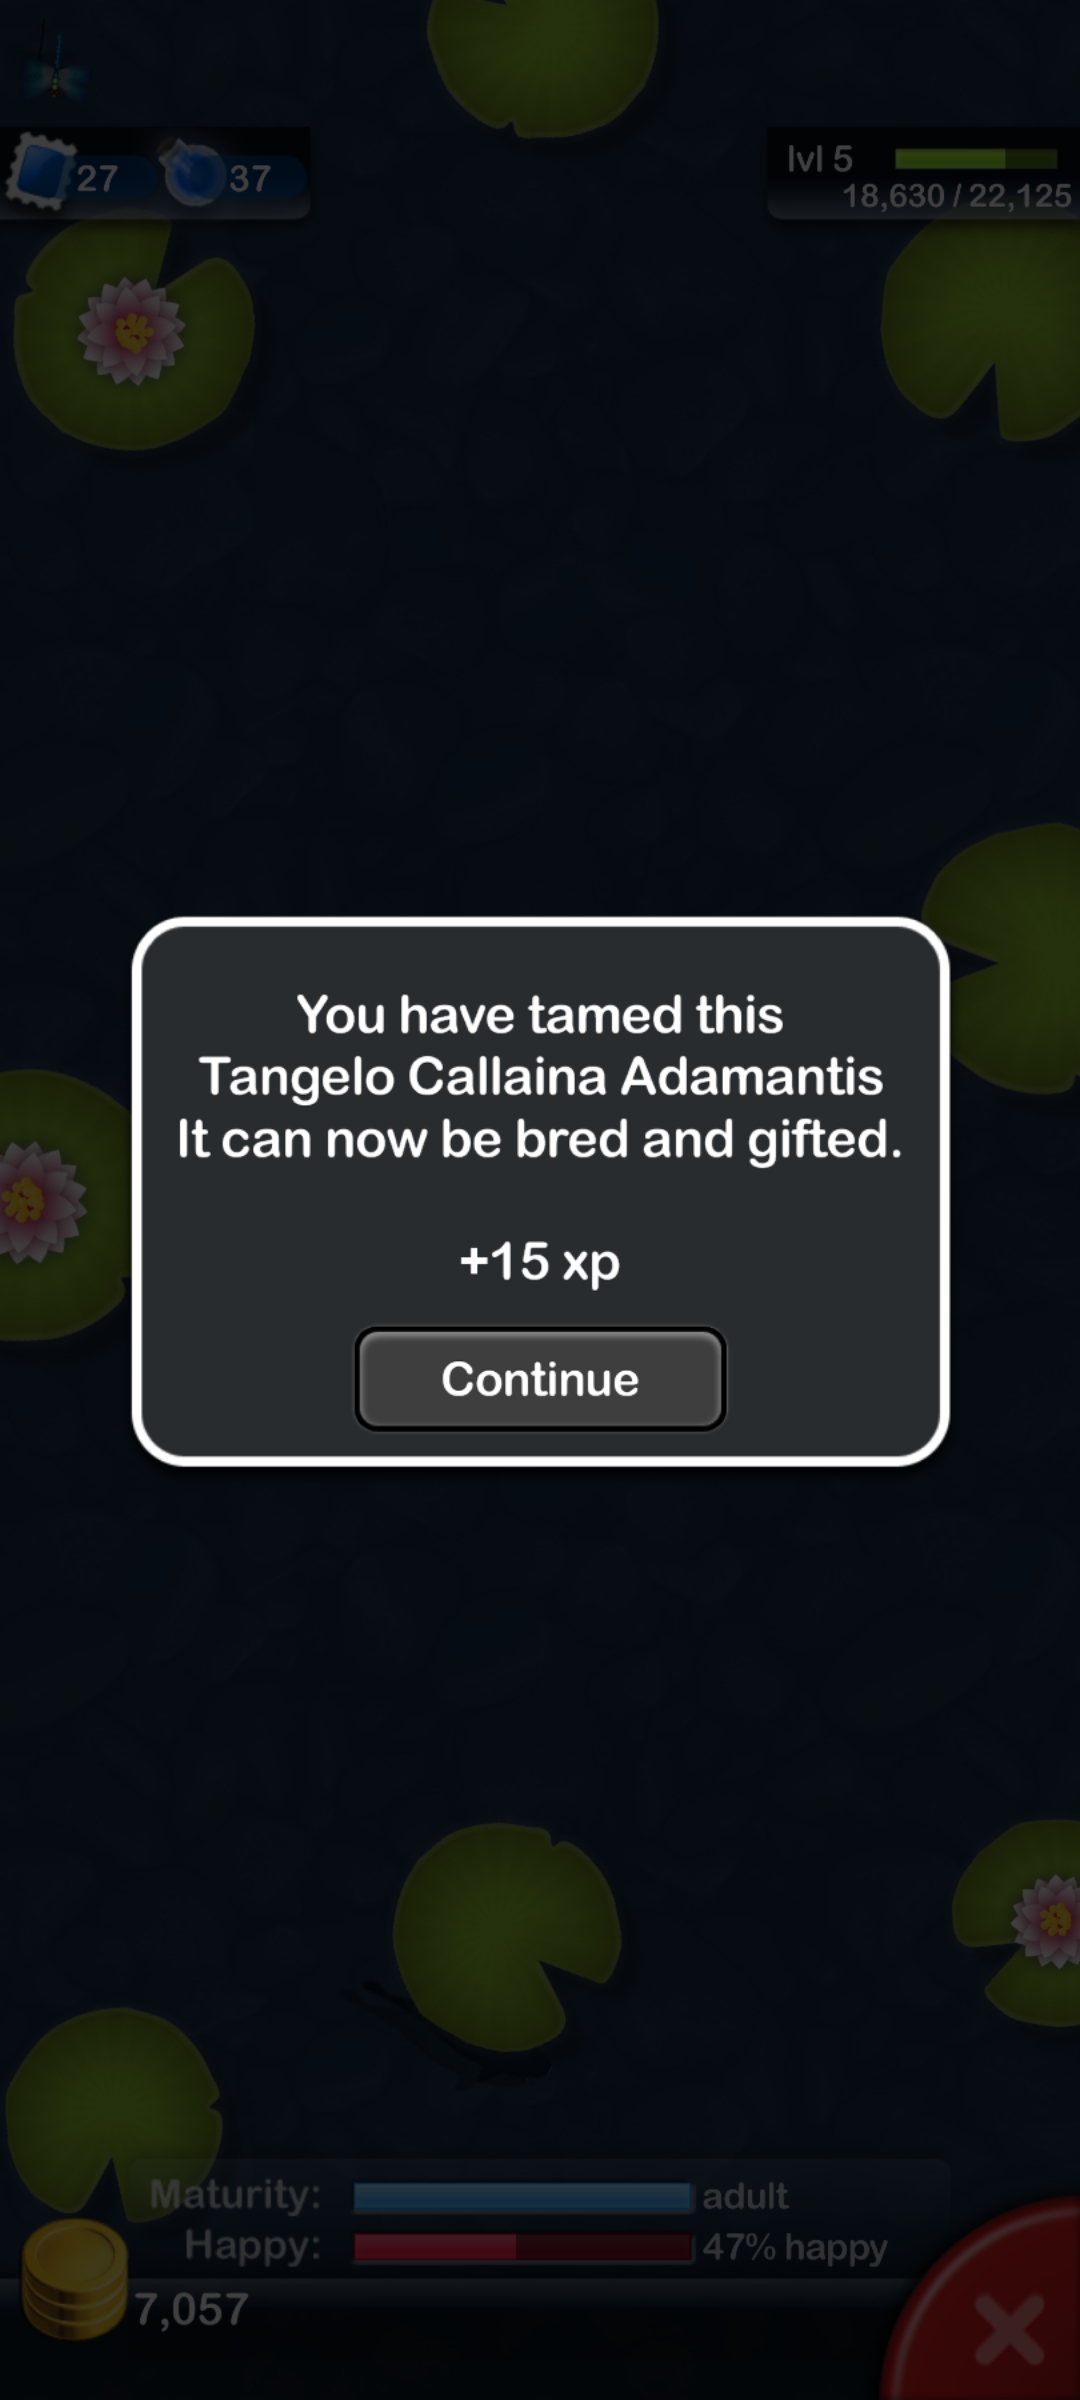 27
37
lvl 5
18,630 / 22,125
You have tamed this
Tangelo Callaina Adamantis
It can now be bred and gifted.
+15 xp
Continue
Maturity: adult
Happy: 47% happy
7,057